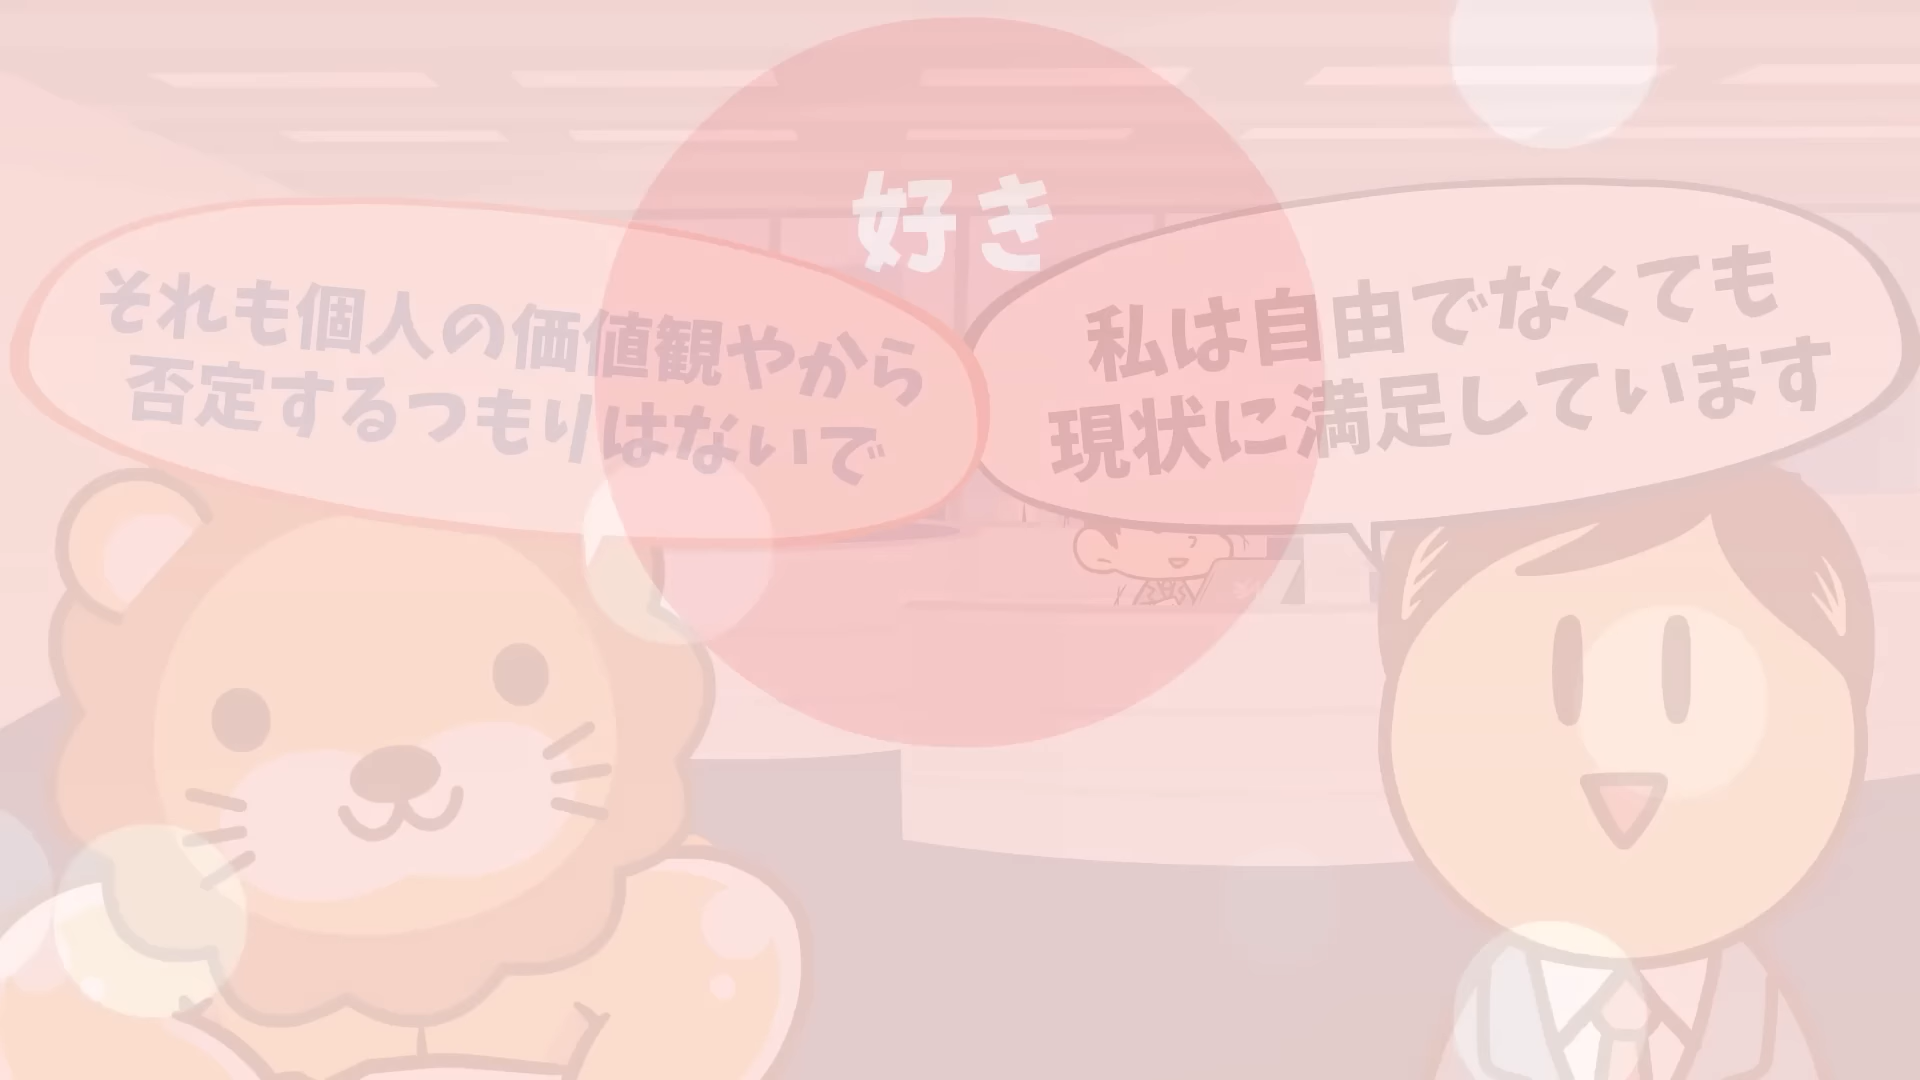 好き
それも個人の価値観やから
否定するつもりはないで
私は自由でなくても
現状に満足しています